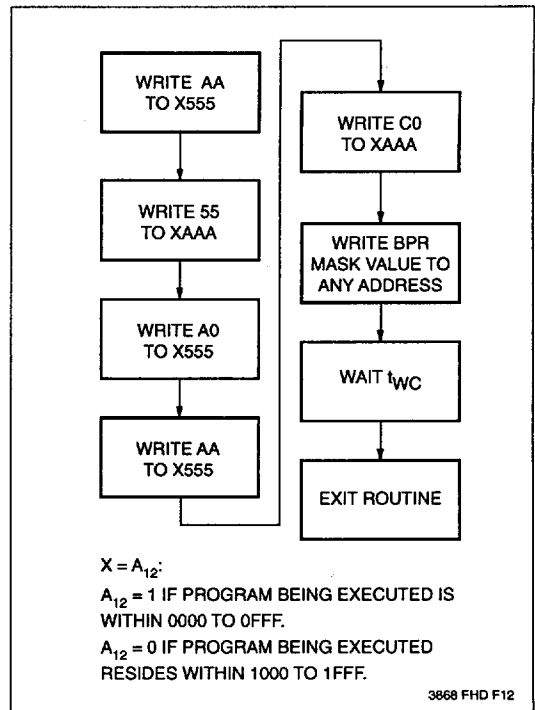 WRITE AA
TO X555
WRITE 55
TO XAAA
WRITE A0
TO X555
WRITE AA
TO X555
WRITE C0
TO XAAA
WRITE BPR
MASK VALUE TO
ANY ADDRESS
WAIT tWC
EXIT ROUTINE
X = A12:
A12 = 1 IF PROGRAM BEING EXECUTED IS
WITHIN 0000 TO 0FFF.
A12 = 0 IF PROGRAM BEING EXECUTED
RESIDES WITHIN 1000 TO 1FFF.
3868 FHD F12